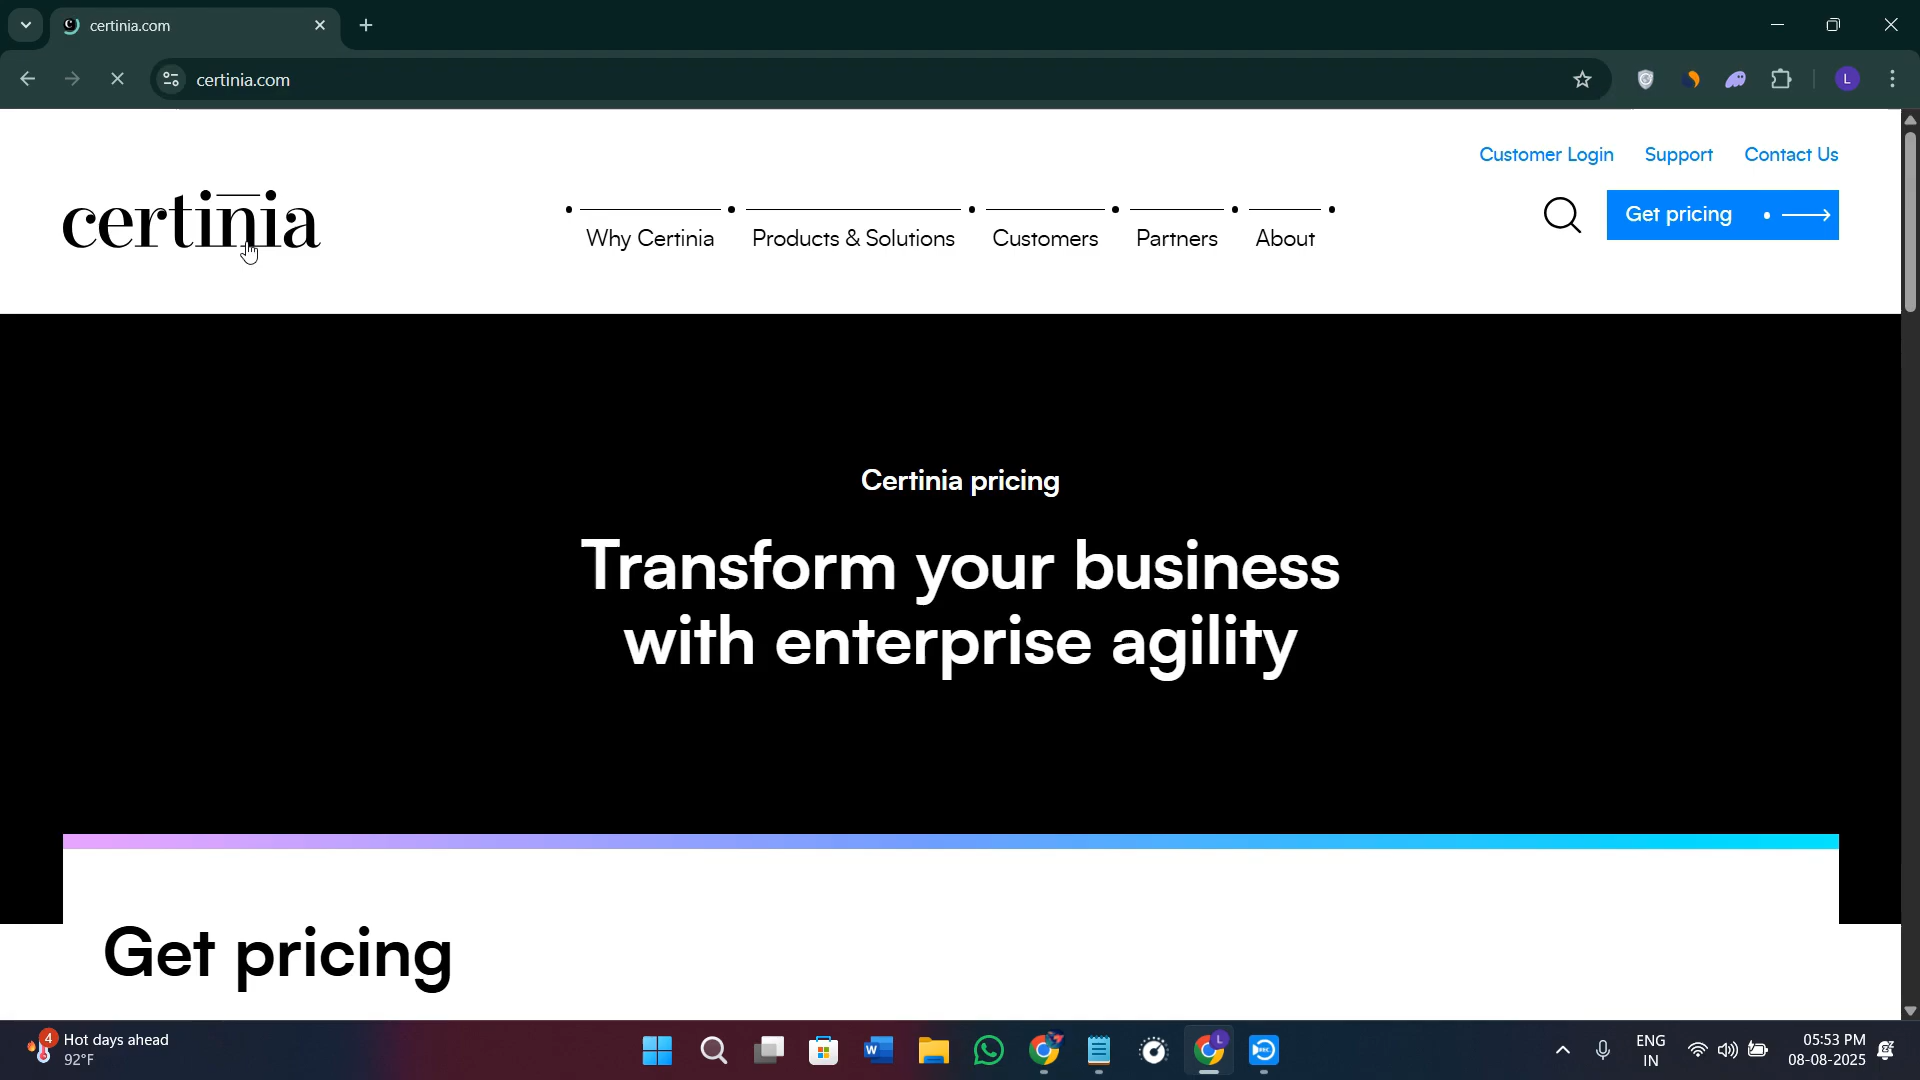 certinia.com
certinia.com
L
Customer Login Support Contact Us
certinia
Why Certinia Products & Solutions Customers Partners About
Get pricing
Certinia pricing
Transform your business
with enterprise agility
Get pricing
4
Hot days ahead
92°F
W
L
REC
ENG
IN
05:53 PM
08-08-2025